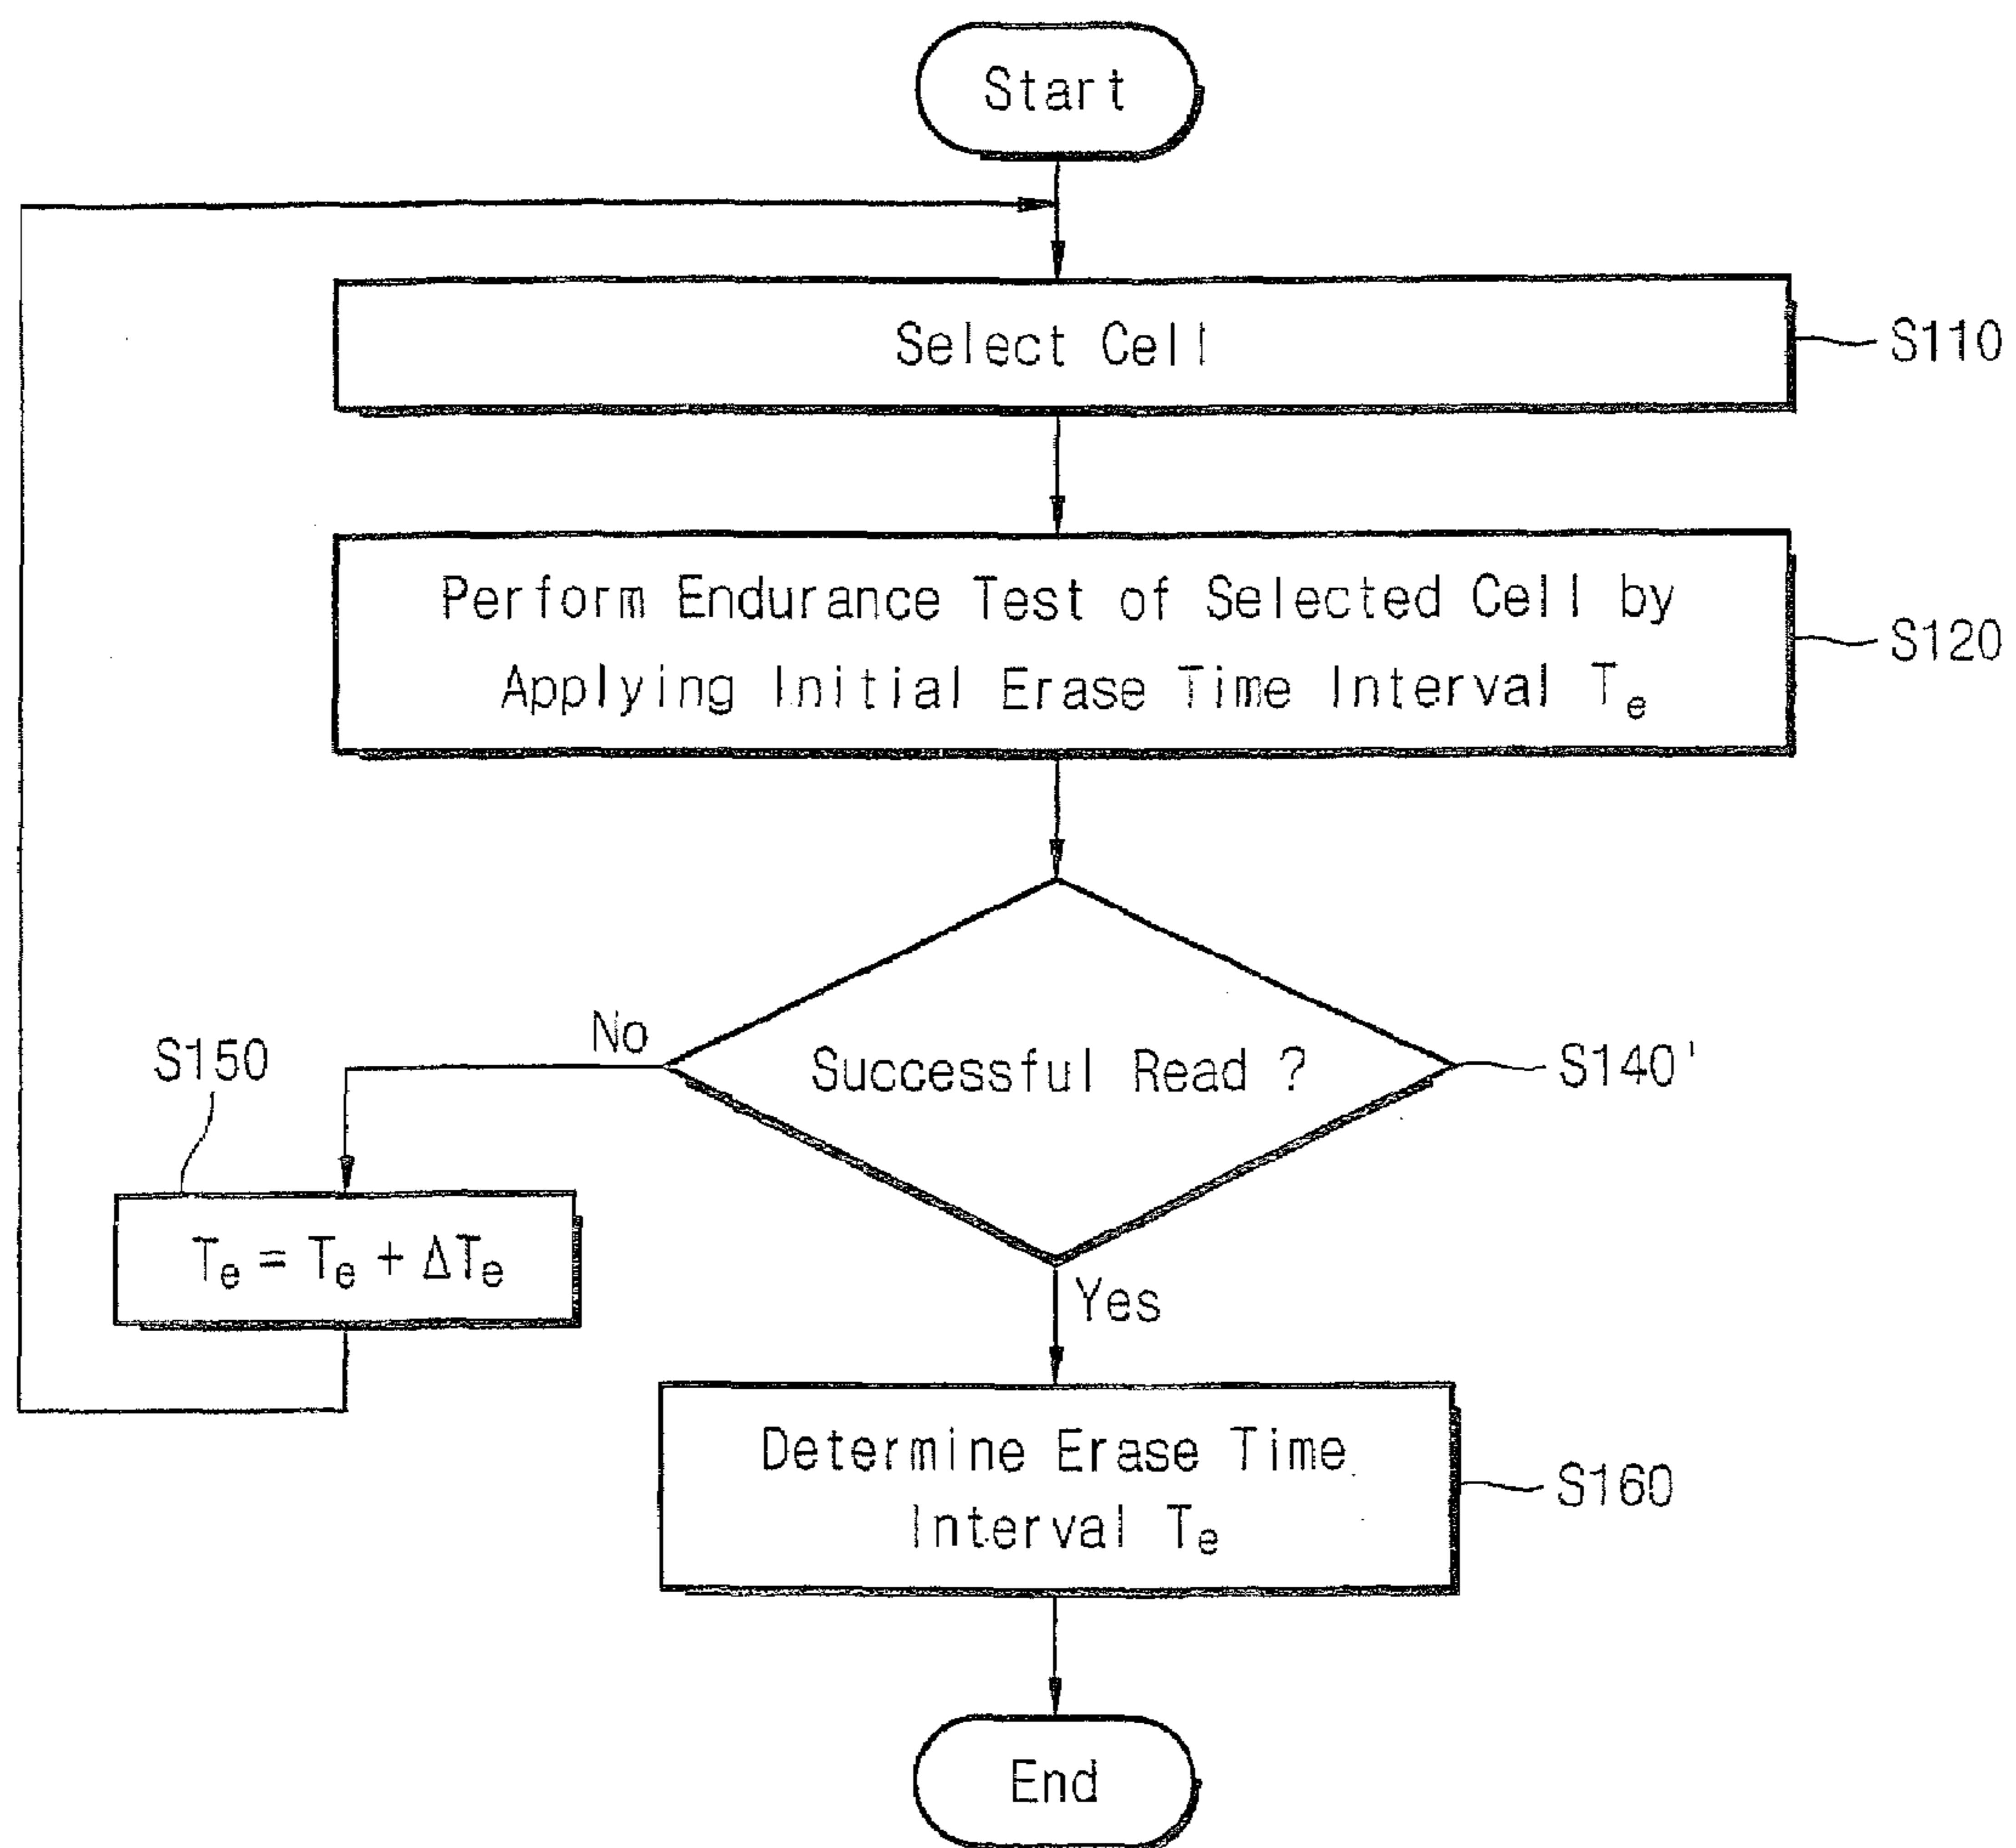 Start
Select Cell
S110
Perform Endurance Test of Selected Cell by
Applying Initial Erase Time Interval Te
S120
Successful Read ?
S140'
No
S150
Te = Te + ΔTe
Yes
Determine Erase Time
Interval Te
S160
End